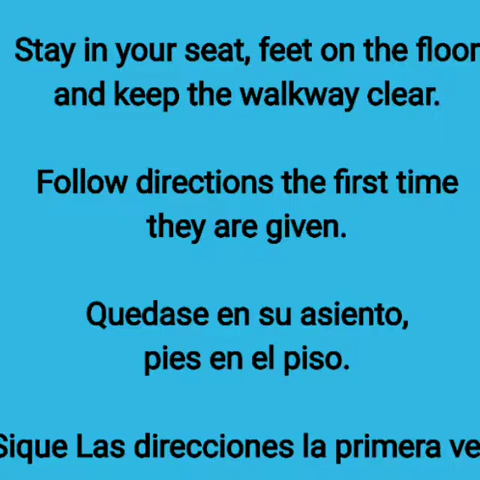 Stay in your seat, feet on the floor
and keep the walkway clear.
Follow directions the first time
they are given.
Quedase en su asiento,
pies en el piso.
Sique Las direcciones la primera ve